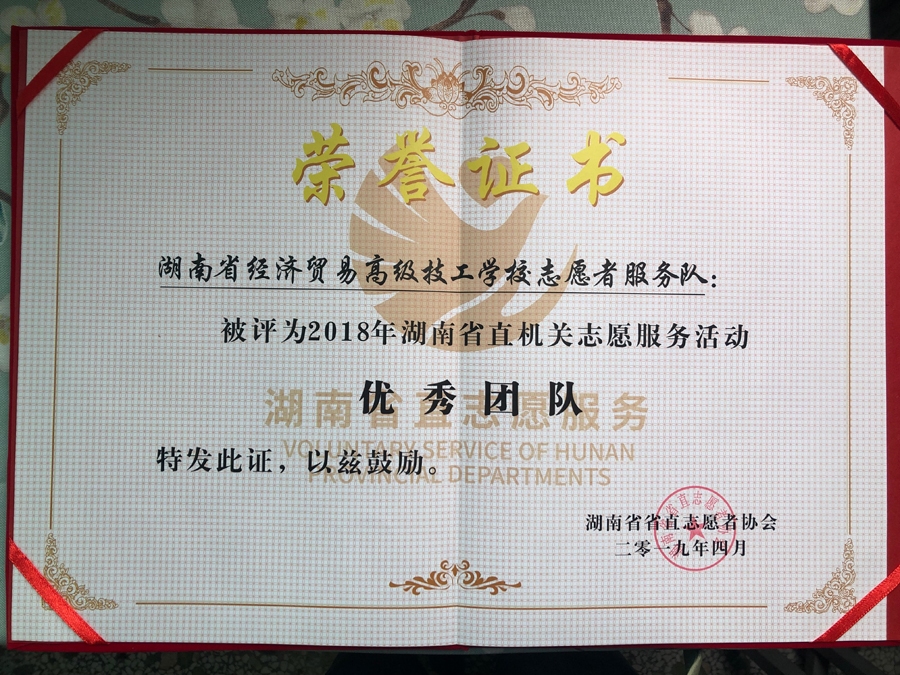 荣誉证书
湖南省经济贸易高级技工学校志愿者服务队：
被评为2018年湖南省直机关志愿服务活动
优秀团队
湖南省直志愿服务
VOLUNTARY SERVICE OF HUNAN
特发此证，以兹鼓励。
PROVINCIAL DEPARTMENTS
湖南省省直志愿者协会
二零一九年四月